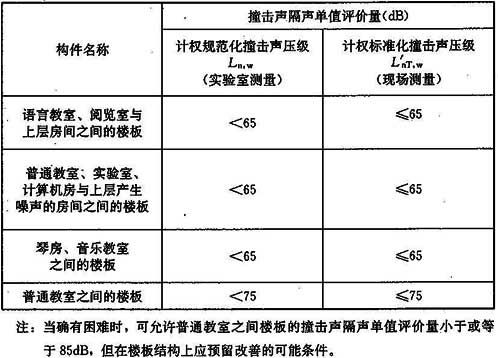 构件名称
撞击声隔声单值评价量(dB)
计权规范化撞击声压级
Ln,w
(实验室测量)
计权标准化撞击声压级
L′nT,w
(现场测量)
语言教室、阅览室与
上层房间之间的楼板
<65
≤65
普通教室、实验室、
计算机房与上层产生
噪声的房间之间的楼板
<65
≤65
琴房、音乐教室
之间的楼板
<65
≤65
普通教室之间的楼板
<75
≤75
注：当确有困难时，可允许普通教室之间楼板的撞击声隔声单值评价量小于或等
于 85dB，但在楼板结构上应预留改善的可能条件。